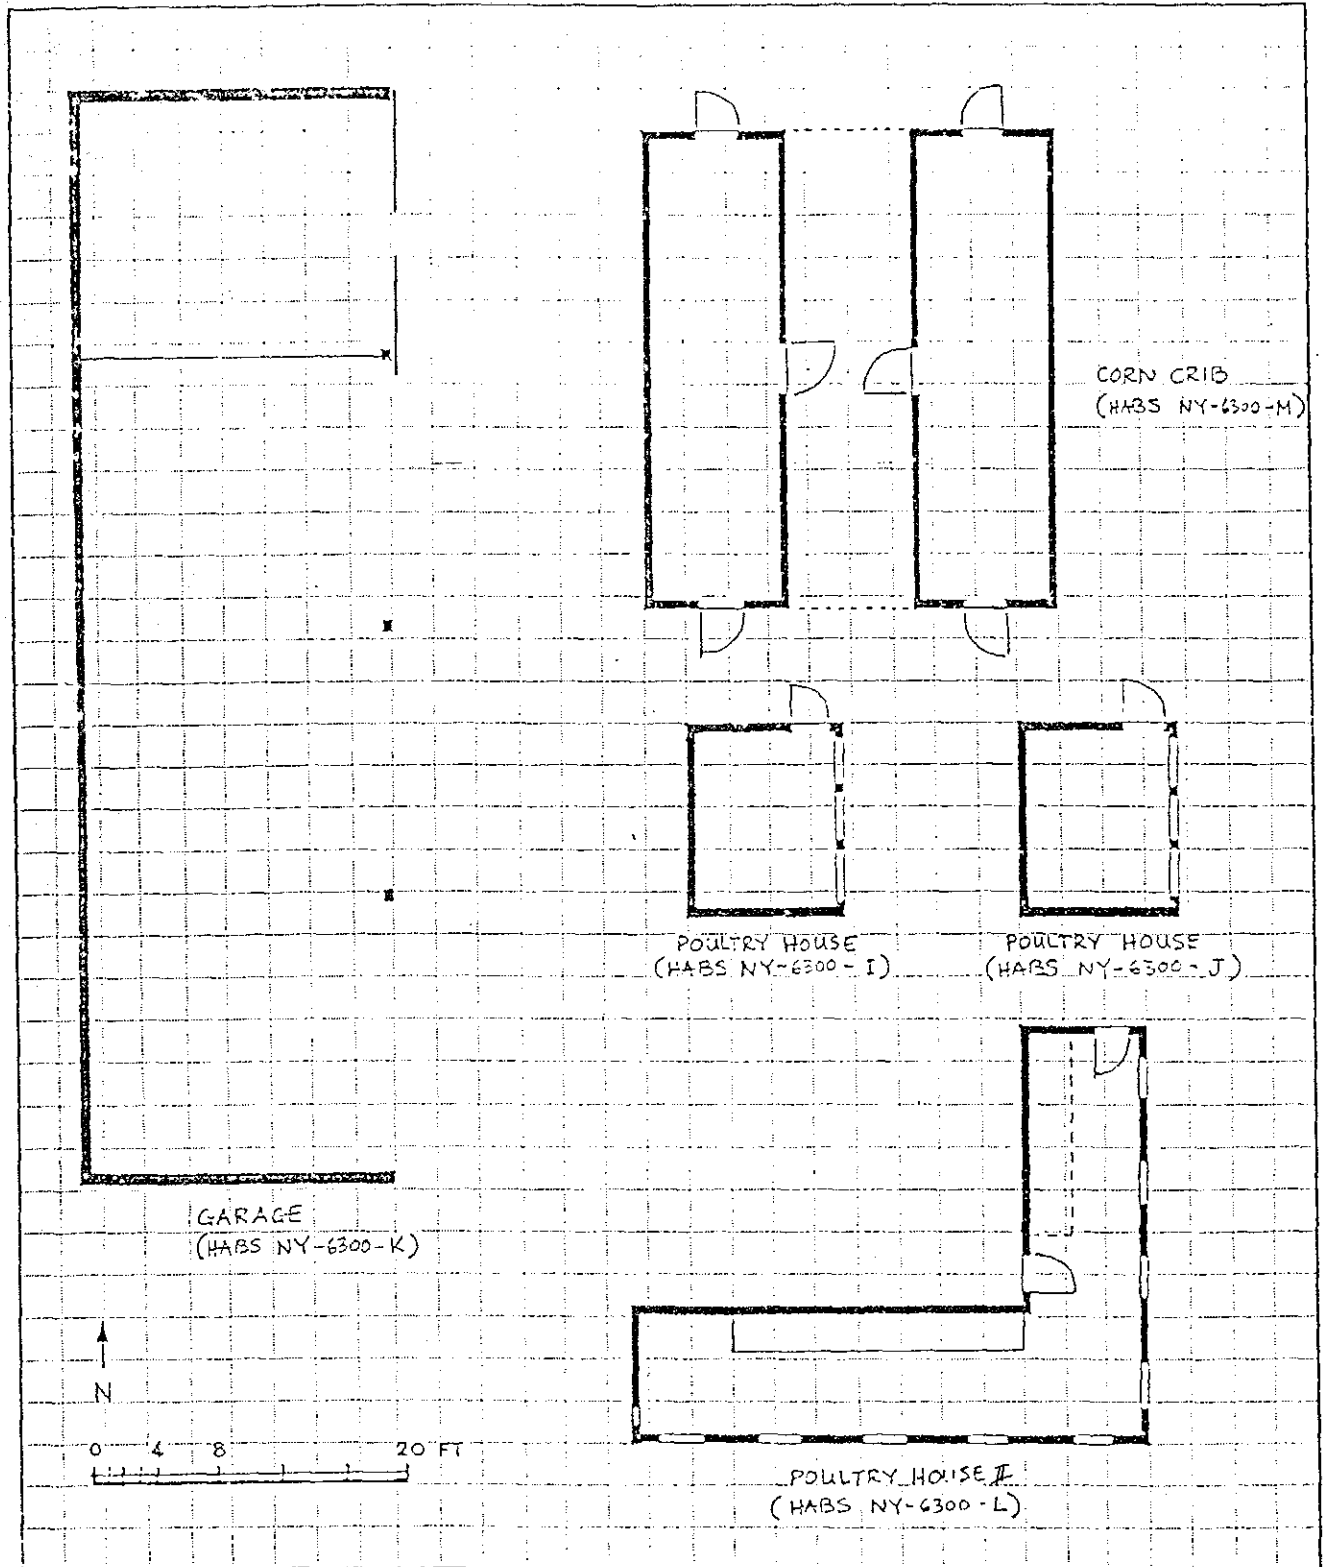 CORN CRIB
(HABS NY-6300-M)
POULTRY HOUSE
(HABS NY-6300-I)
POULTRY HOUSE
(HABS NY-6300-J)
GARAGE
(HABS NY-6300-K)
N
0 4 8 20 FT
POULTRY HOUSE II
(HABS NY-6300-L)